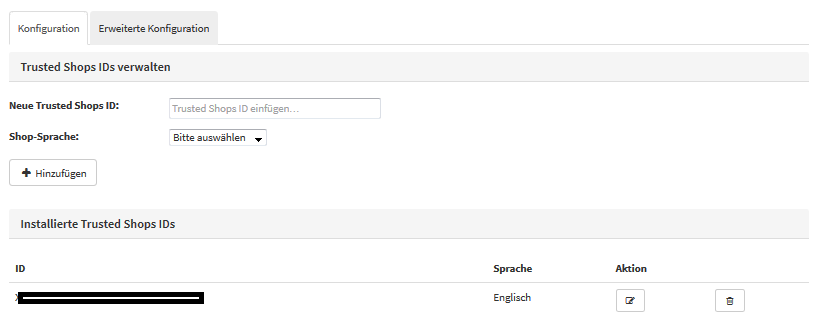 Konfiguration Erweiterte Konfiguration
Trusted Shops IDs verwalten
Neue Trusted Shops ID: Trusted Shops ID einfügen...
Shop-Sprache: Bitte auswählen
Hinzufügen
Installierte Trusted Shops IDs
ID Sprache Aktion
Englisch